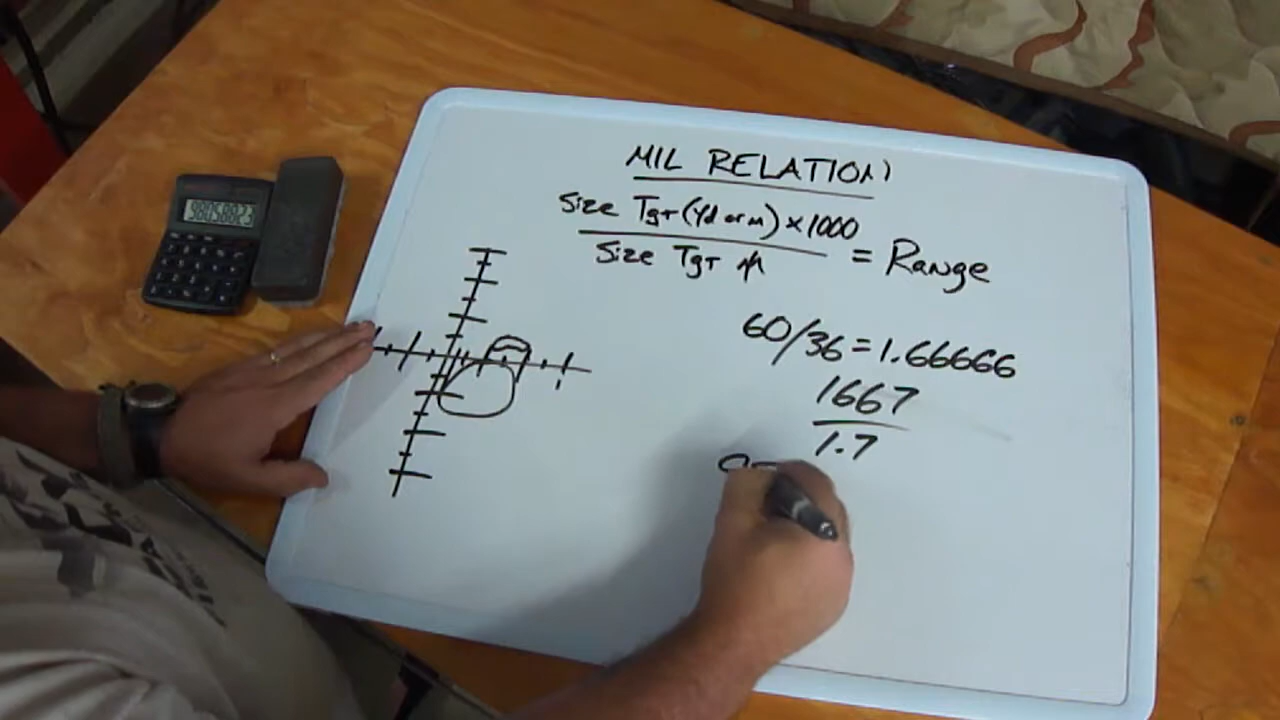 MIL RELATION
Size Tgt (Yd or m) x 1000
Size Tgt
= Range
60/36 = 1.66666
1667
1.7